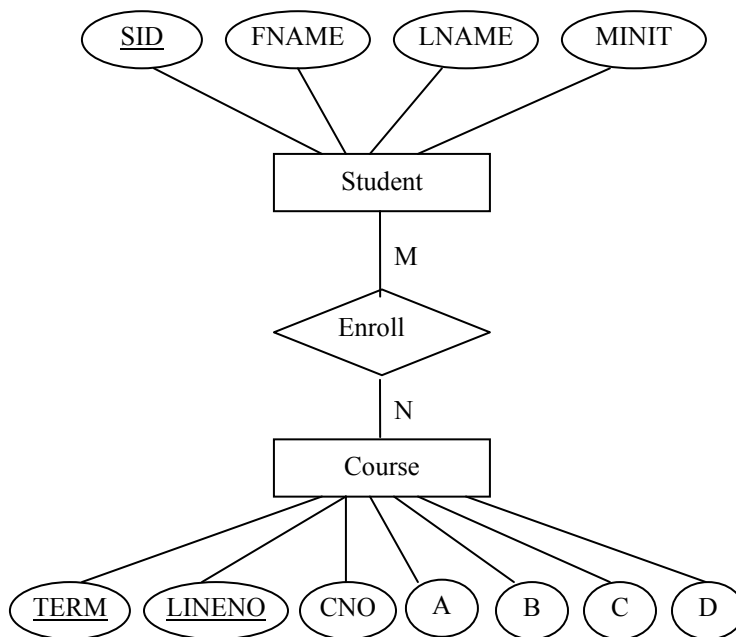 SID FNAME LNAME MINIT
Student
M
Enroll
N
Course
TERM LINENO CNO A B C D